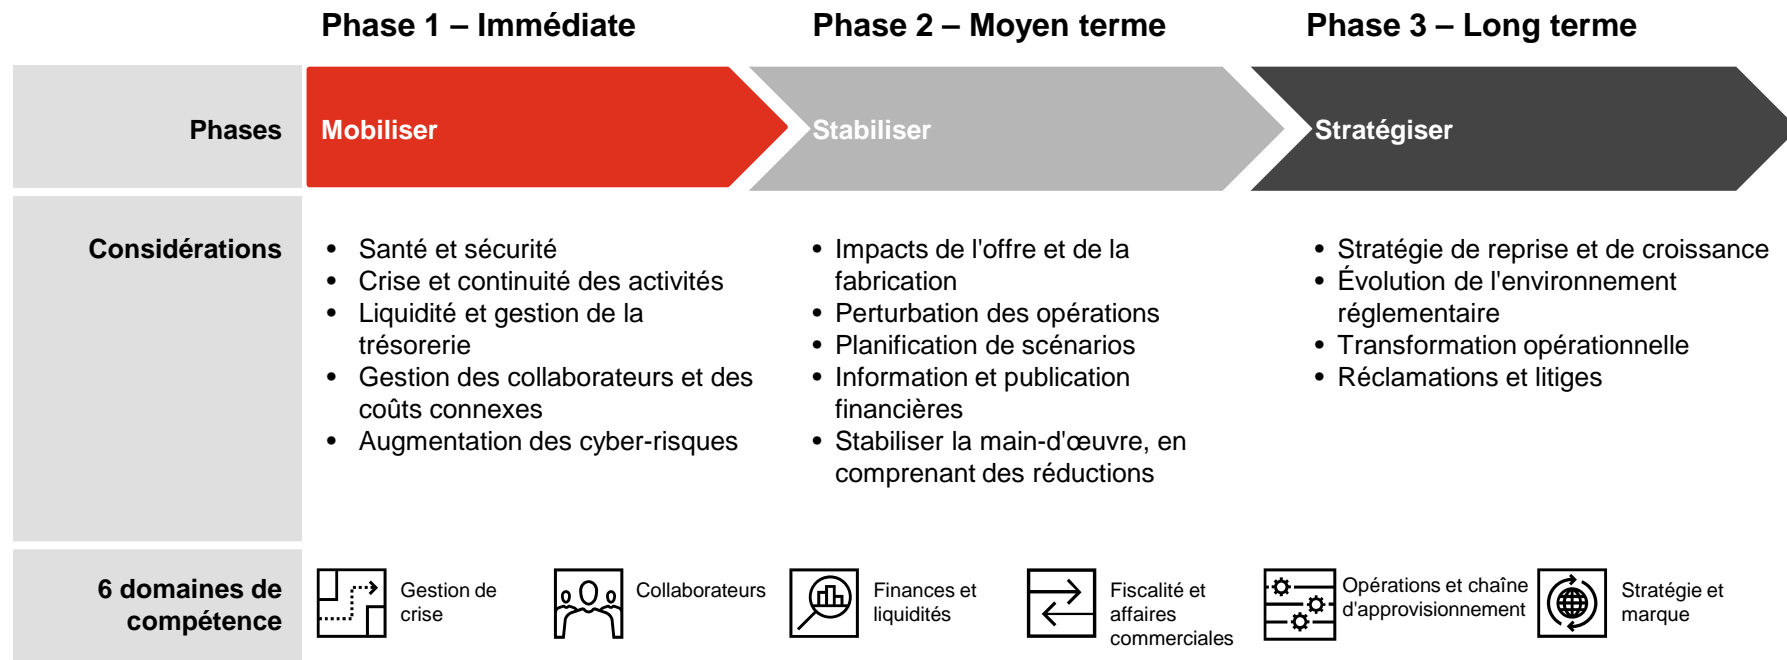 Phase 1 – Immédiate
Phase 2 – Moyen terme
Phase 3 – Long terme
Phases
Mobiliser
Stabiliser
Stratégiser
Considérations
• Santé et sécurité
• Crise et continuité des activités
• Liquidité et gestion de la
trésorerie
• Gestion des collaborateurs et des
coûts connexes
• Augmentation des cyber-risques
• Impacts de l'offre et de la
fabrication
• Perturbation des opérations
• Planification de scénarios
• Information et publication
financières
• Stabiliser la main-d'œuvre, en
comprenant des réductions
• Stratégie de reprise et de croissance
• Évolution de l'environnement
réglementaire
• Transformation opérationnelle
• Réclamations et litiges
6 domaines de
compétence
Gestion de
crise
Collaborateurs
Finances et
liquidités
Fiscalité et
affaires
commerciales
Opérations et chaîne
d'approvisionnement
Stratégie et
marque